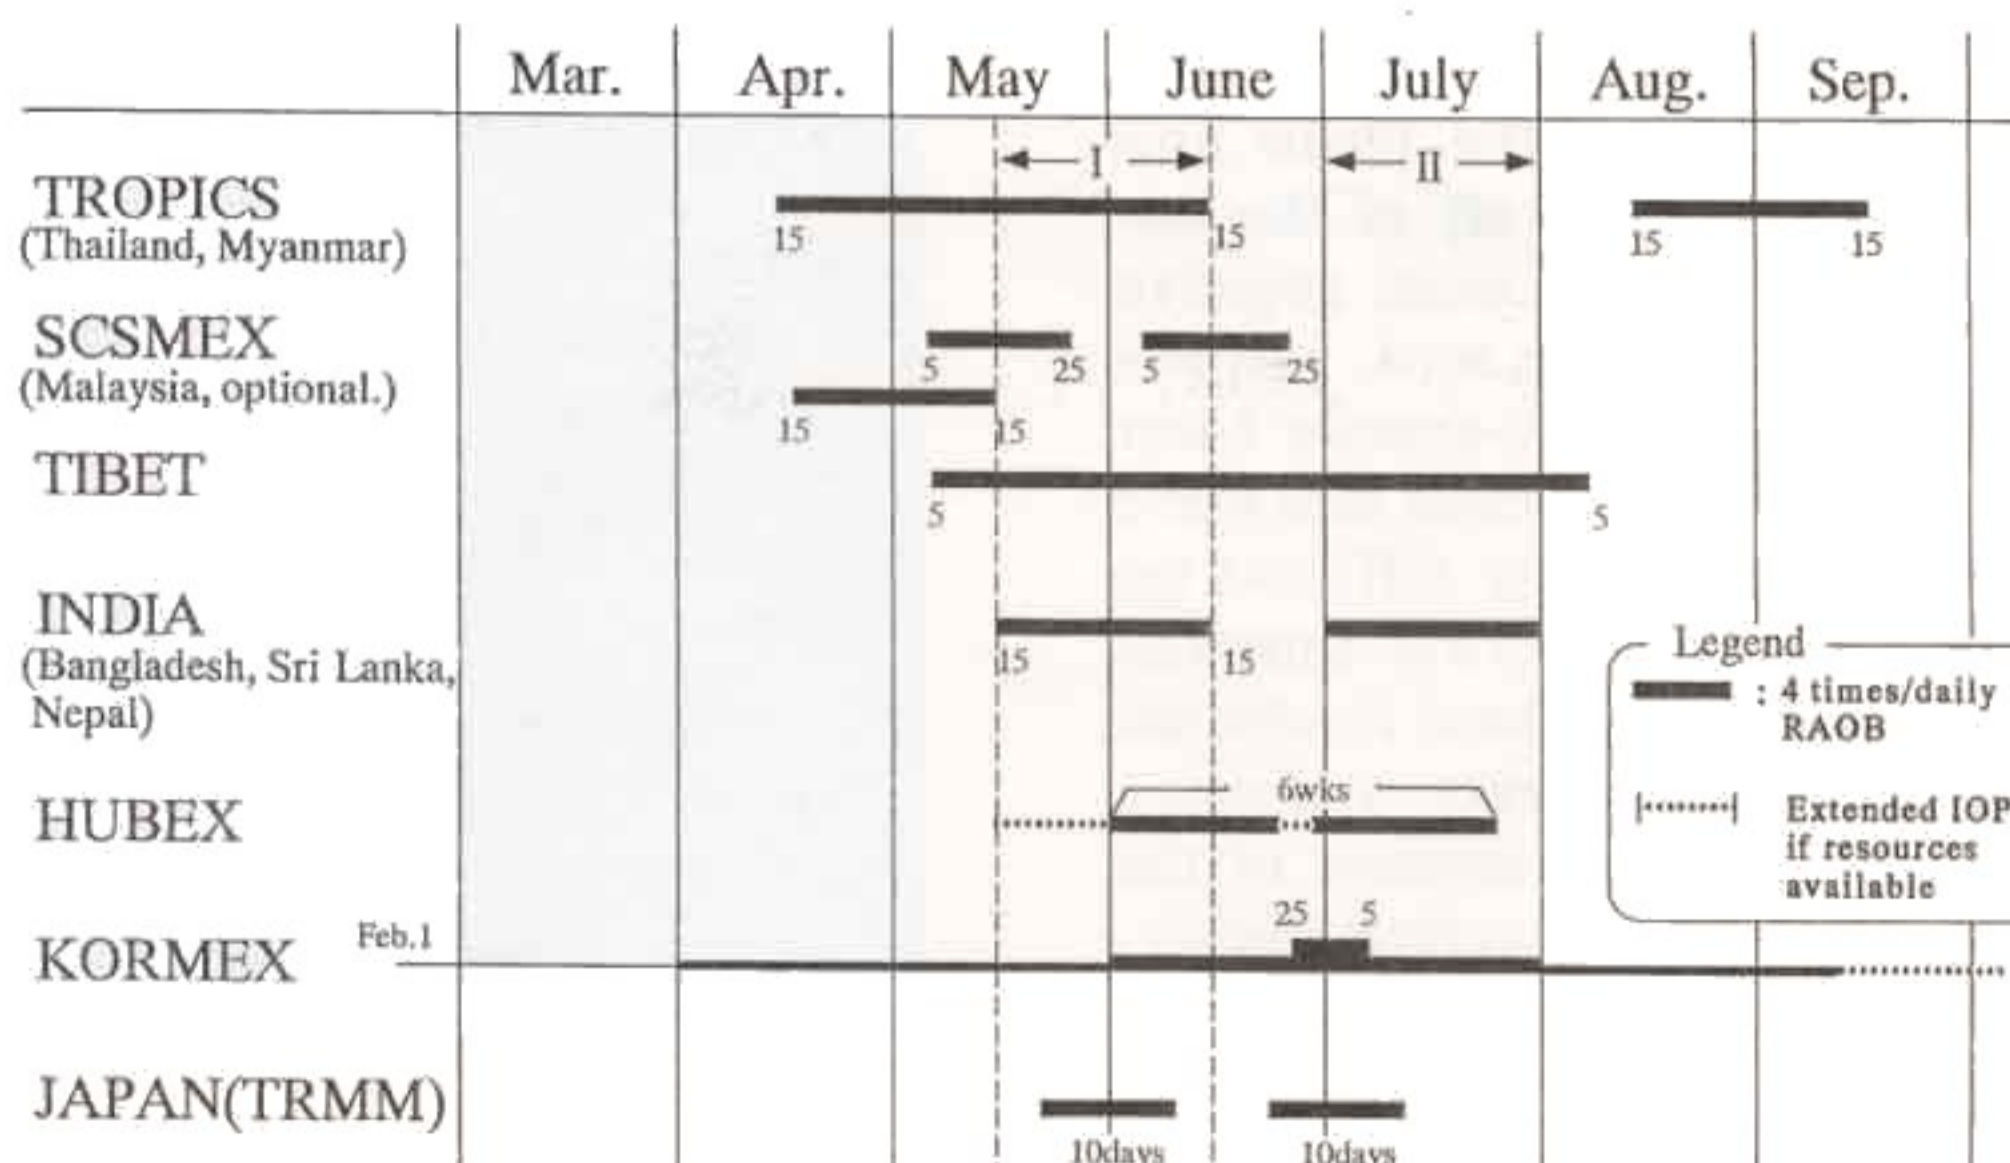 Mar. Apr. May June July Aug. Sep.
I II
TROPICS
(Thailand, Myanmar)
15 15 15 15
SCSMEX
5 25 5 25
(Malaysia, optional.)
15 15
TIBET
5 5
INDIA
(Bangladesh, Sri Lanka,
Nepal)
15 15
Legend
: 4 times/daily
RAOB
Extended IOP
if resources
available
HUBEX
6wks
KORMEX
Feb.1
25 5
JAPAN(TRMM)
10days 10days